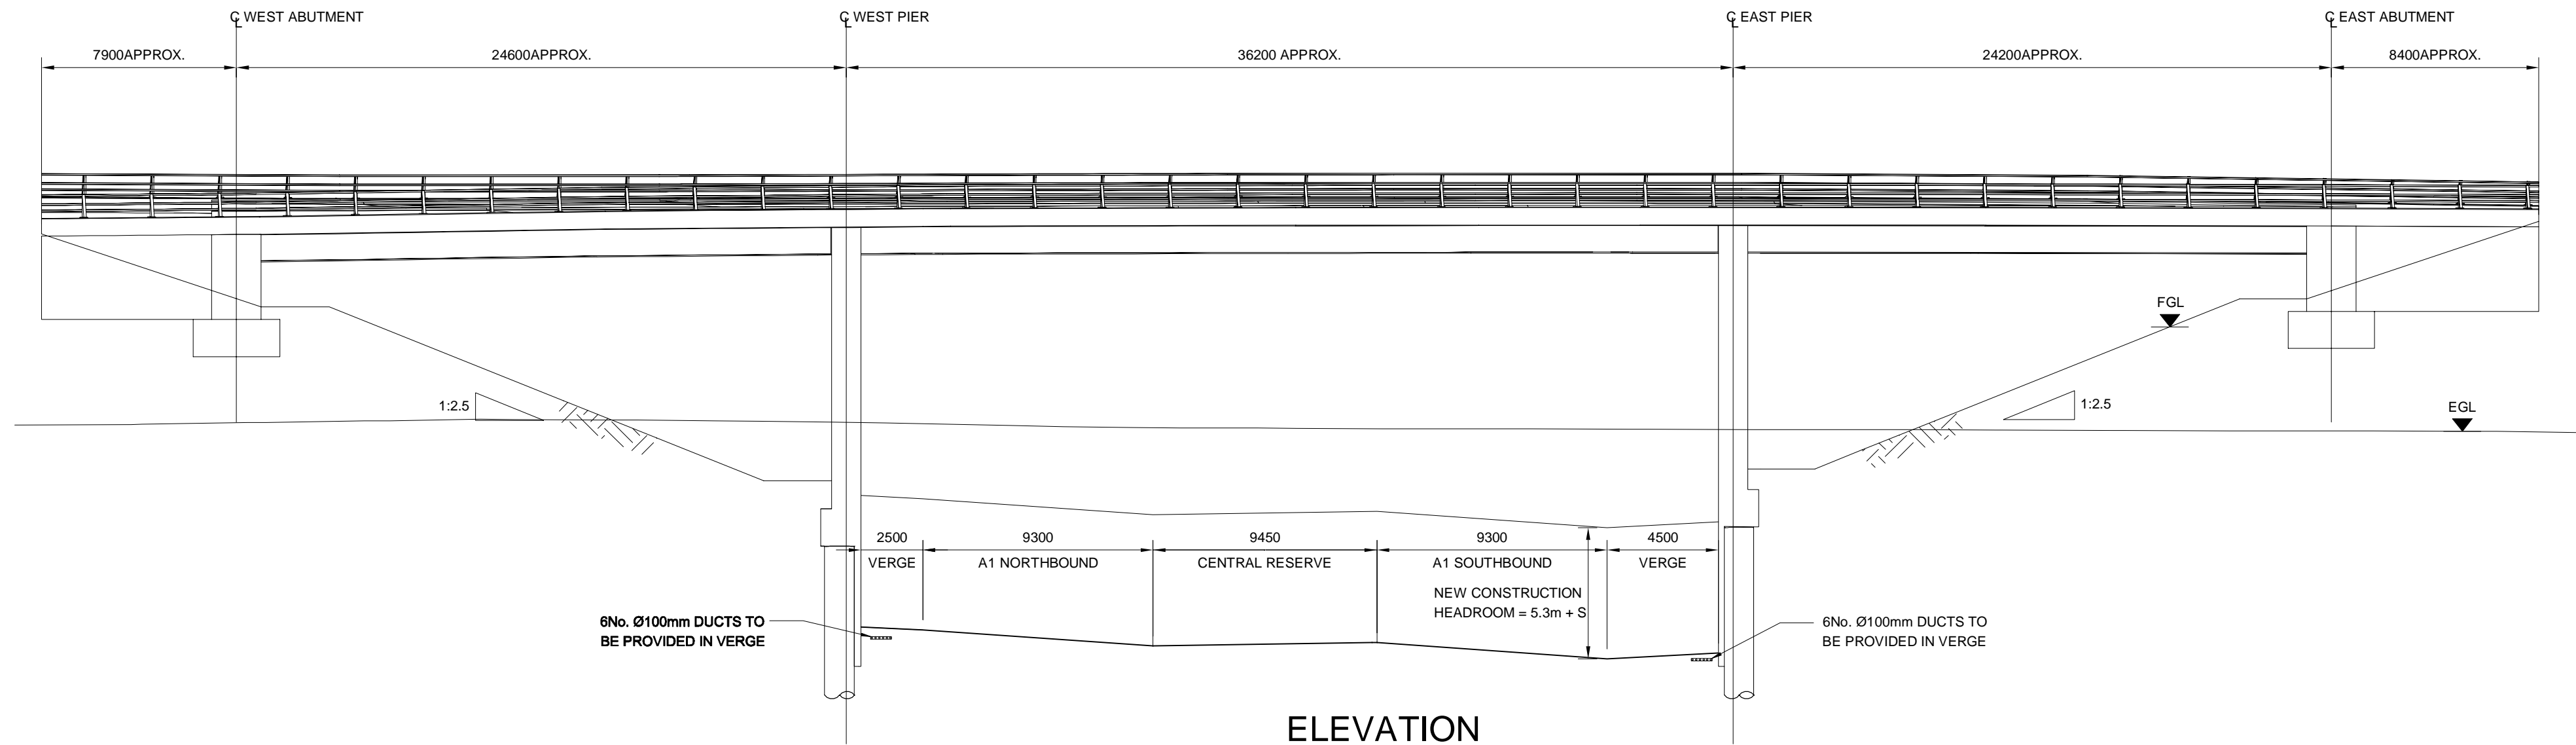 ℄ WEST ABUTMENT
℄ WEST PIER
℄ EAST PIER
℄ EAST ABUTMENT
7900APPROX.
24600APPROX.
36200 APPROX.
24200APPROX.
8400APPROX.
FGL
1:2.5
1:2.5
EGL
2500
9300
9450
9300
4500
VERGE
A1 NORTHBOUND
CENTRAL RESERVE
A1 SOUTHBOUND
VERGE
NEW CONSTRUCTION
HEADROOM = 5.3m + S
6No. Ø100mm DUCTS TO
BE PROVIDED IN VERGE
6No. Ø100mm DUCTS TO
BE PROVIDED IN VERGE
ELEVATION